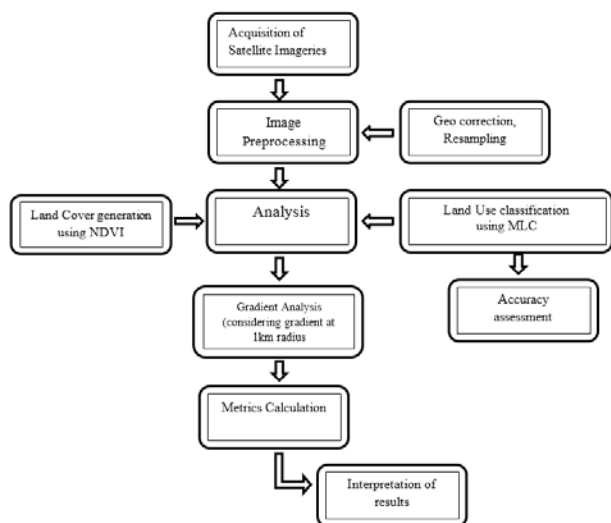 Acquisition of
Satellite Imageries
Image
Preprocessing
Geo correction,
Resampling
Land Cover generation
using NDVI
Analysis
Land Use classification
using MLC
Gradient Analysis
(considering gradient at
1km radius
Accuracy
assessment
Metrics Calculation
Interpretation of
results